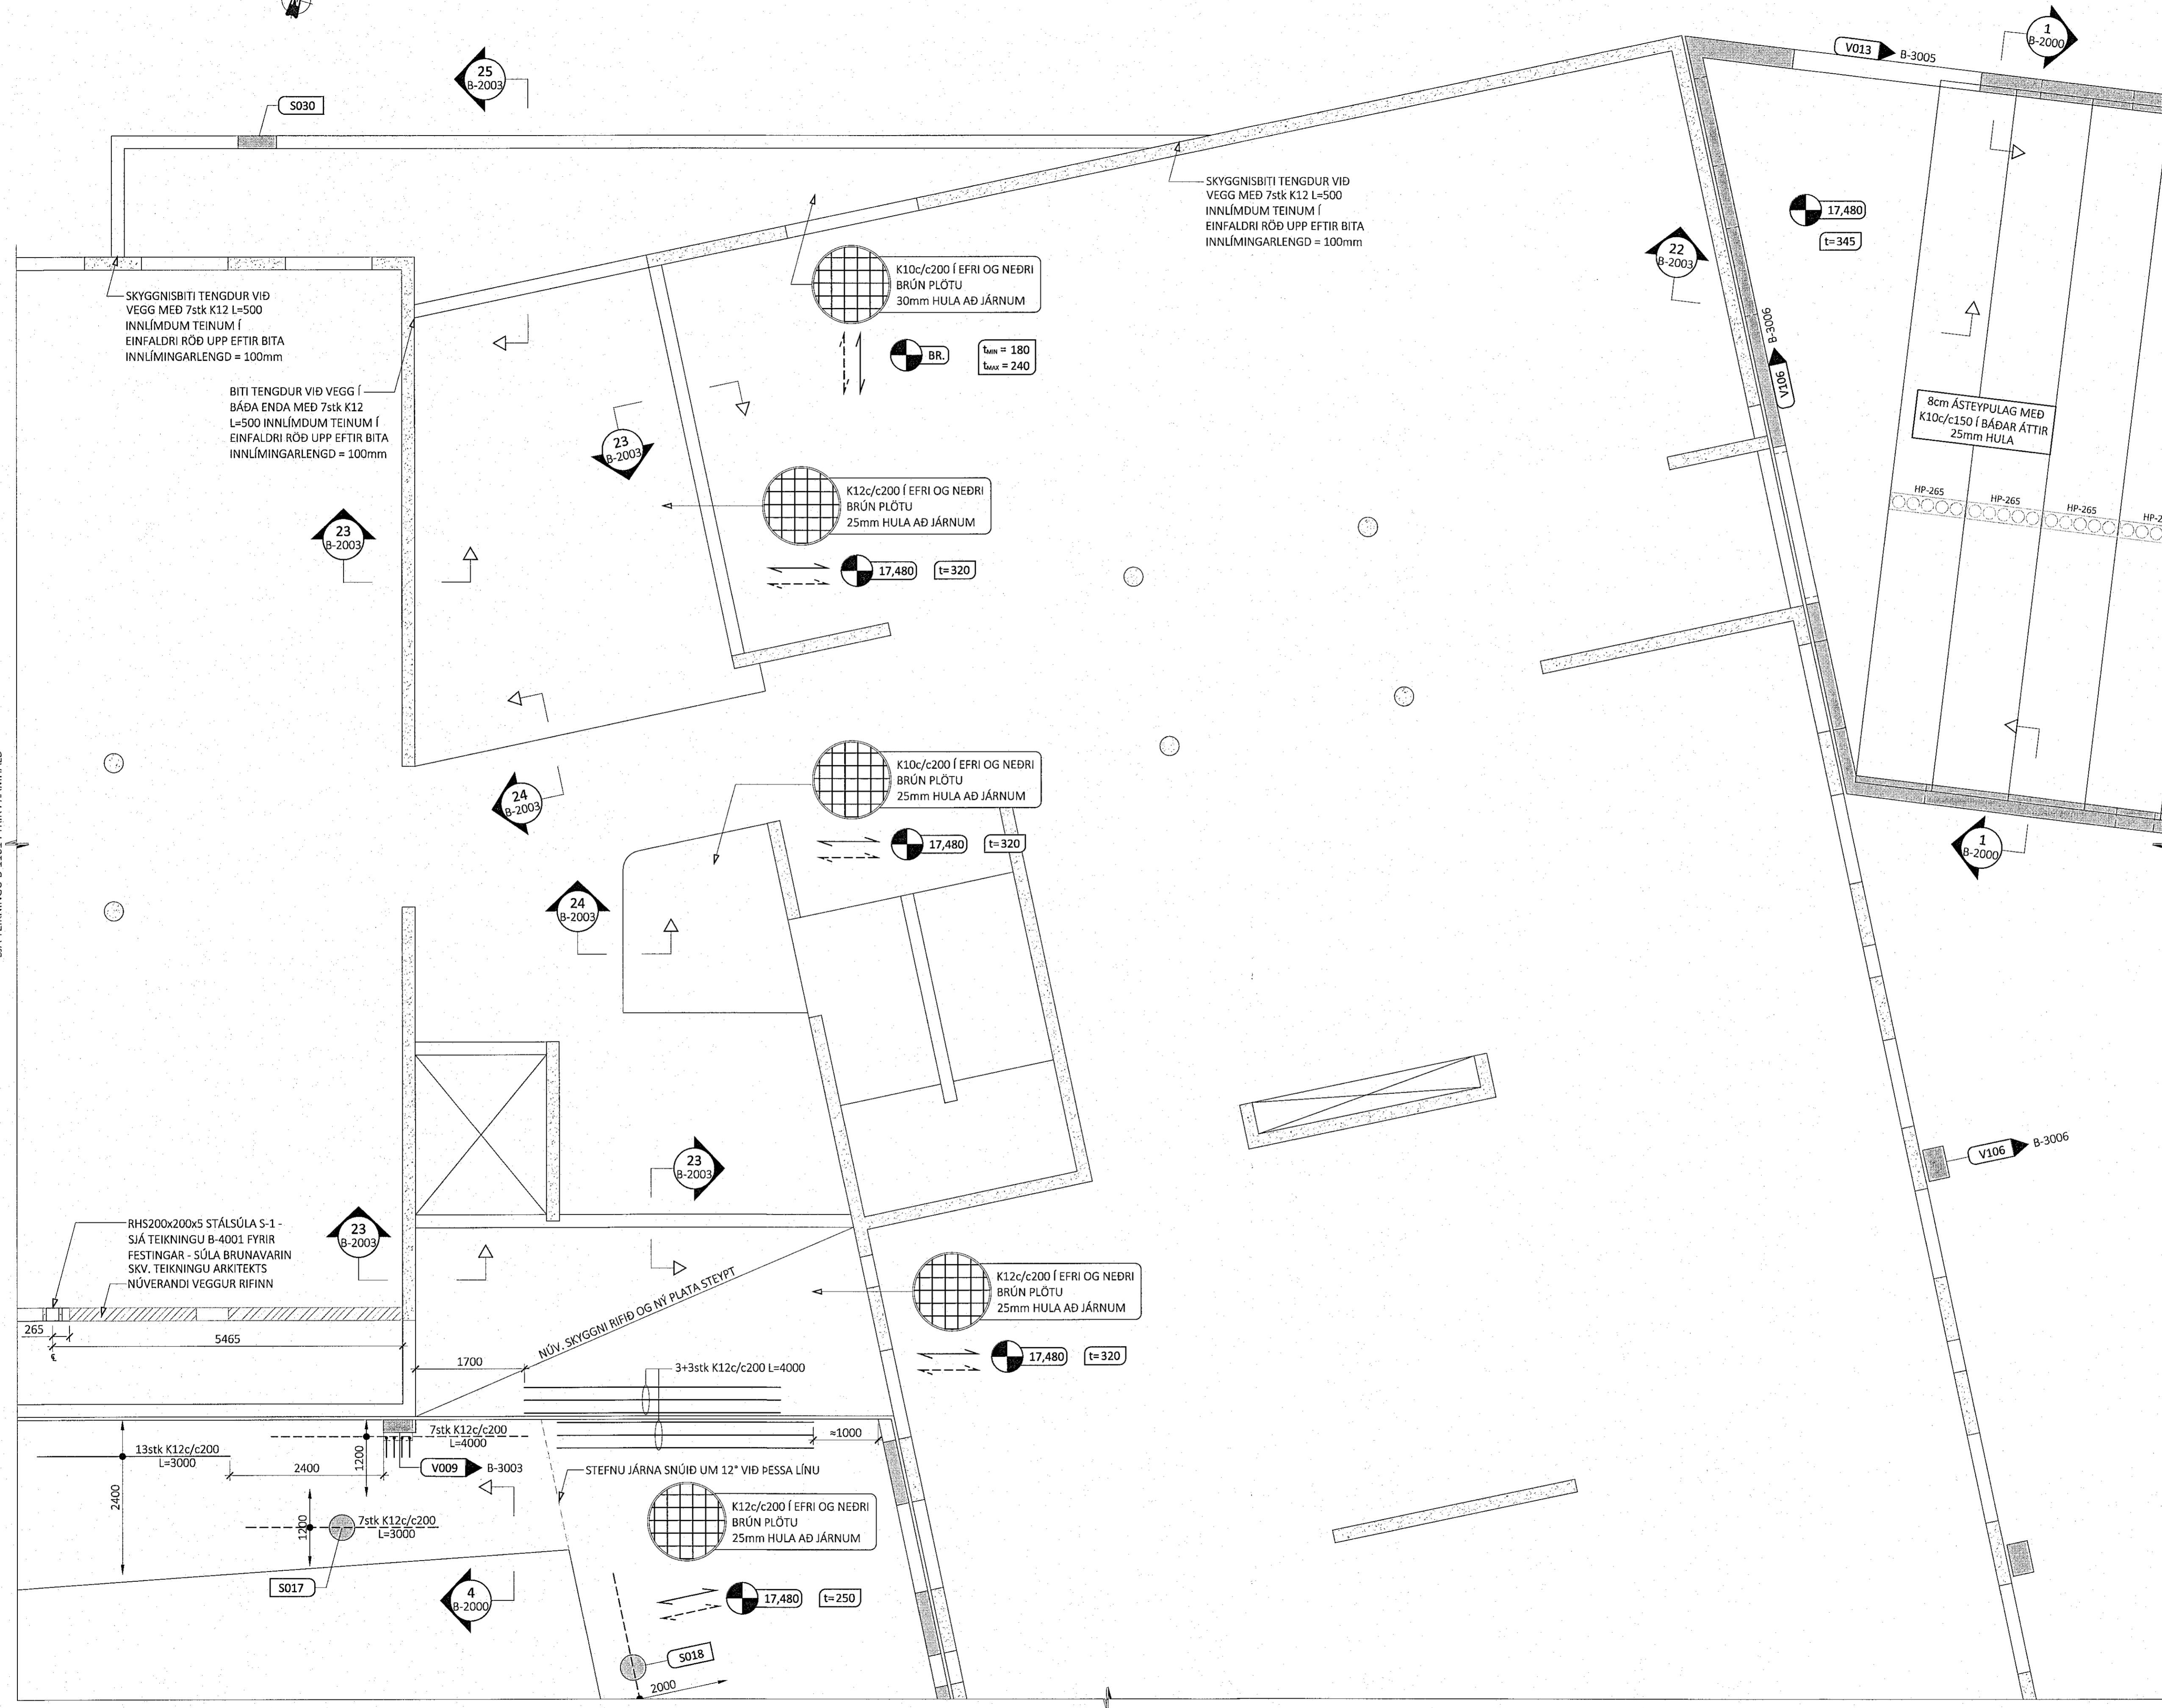 25
B-2003
S030
V013
B-3005
1
B-2000
SKYGGNISBITI TENGDUR VIÐ
VEGG MEÐ 7stk K12 L=500
INNLÍMDUM TEINUM Í
EINFALDRI RÖÐ UPP EFTIR BITA
INNLÍMINGARLENGD = 100mm
17,480
t=345
22
B-2003
K10c/c200 Í EFRI OG NEÐRI
BRÚN PLÖTU
30mm HULA AÐ JÁRNUM
BR.
tMIN = 180
tMAX = 240
SKYGGNISBITI TENGDUR VIÐ
VEGG MEÐ 7stk K12 L=500
INNLÍMDUM TEINUM Í
EINFALDRI RÖÐ UPP EFTIR BITA
INNLÍMINGARLENGD = 100mm
BITI TENGDUR VIÐ VEGG Í
BÁÐA ENDA MEÐ 7stk K12
L=500 INNLÍMDUM TEINUM Í
EINFALDRI RÖÐ UPP EFTIR BITA
INNLÍMINGARLENGD = 100mm
B-3006
V106
8cm ÁSTEYPULAG MEÐ
K10c/c150 Í BÁÐAR ÁTTIR
25mm HULA
23
B-2003
K12c/c200 Í EFRI OG NEÐRI
BRÚN PLÖTU
25mm HULA AÐ JÁRNUM
17,480
t=320
23
B-2003
HP-265
HP-265
HP-265
24
B-2003
K10c/c200 Í EFRI OG NEÐRI
BRÚN PLÖTU
25mm HULA AÐ JÁRNUM
17,480
t=320
1
B-2000
24
B-2003
23
B-2003
V106
B-3006
RHS200x200x5 STÁLSÚLA S-1 -
SJÁ TEIKNINGU B-4001 FYRIR
FESTINGAR - SÚLA BRUNAVARIN
SKV. TEIKNINGU ARKITEKTS
NÚVERANDI VEGGUR RIFINN
23
B-2003
265
5465
1700
NÚV. SKYGGNI RIFIÐ OG NÝ PLATA STEYPT
K12c/c200 Í EFRI OG NEÐRI
BRÚN PLÖTU
25mm HULA AÐ JÁRNUM
17,480
t=320
3+3stk K12c/c200 L=4000
13stk K12c/c200
L=3000
2400
2400
1200
7stk K12c/c200
L=4000
V009
B-3003
≈1000
STEFNU JÁRNA SNÚIÐ UM 12° VIÐ ÞESSA LÍNU
1200
7stk K12c/c200
L=3000
S017
K12c/c200 Í EFRI OG NEÐRI
BRÚN PLÖTU
25mm HULA AÐ JÁRNUM
4
B-2000
17,480
t=250
S018
2000